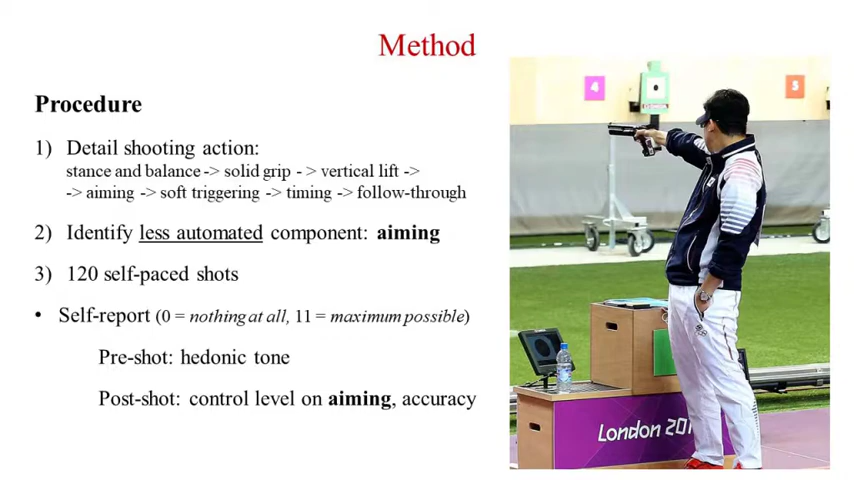 Method
Procedure
1) Detail shooting action:
stance and balance -> solid grip - > vertical lift ->
-> aiming -> soft triggering -> timing -> follow-through
2) Identify less automated component: aiming
3) 120 self-paced shots
• Self-report (0 = nothing at all, 11 = maximum possible)
Pre-shot: hedonic tone
Post-shot: control level on aiming, accuracy
4
3
London 201